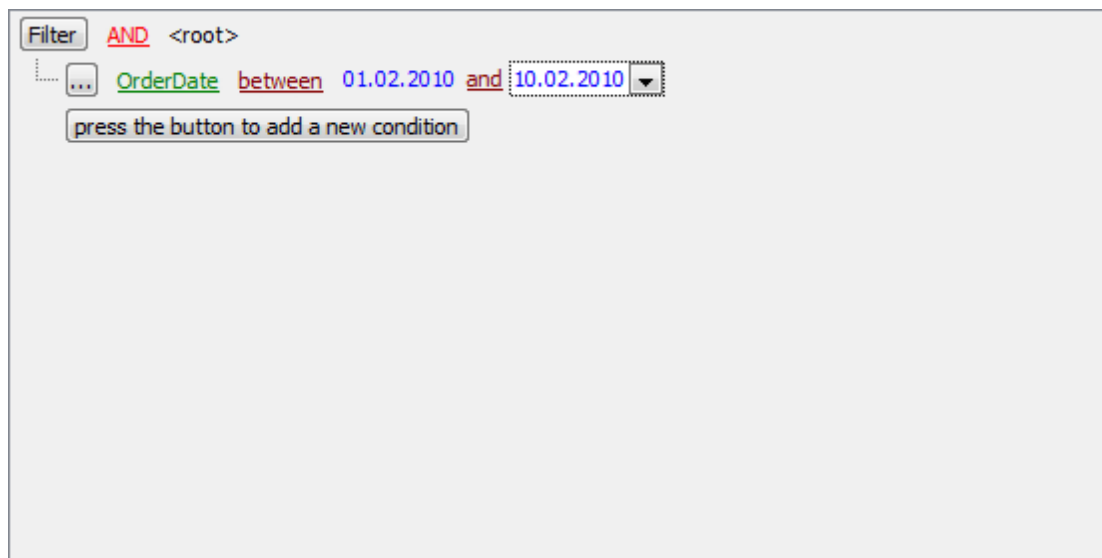 Filter AND <root>
... OrderDate between 01.02.2010 and 10.02.2010
press the button to add a new condition